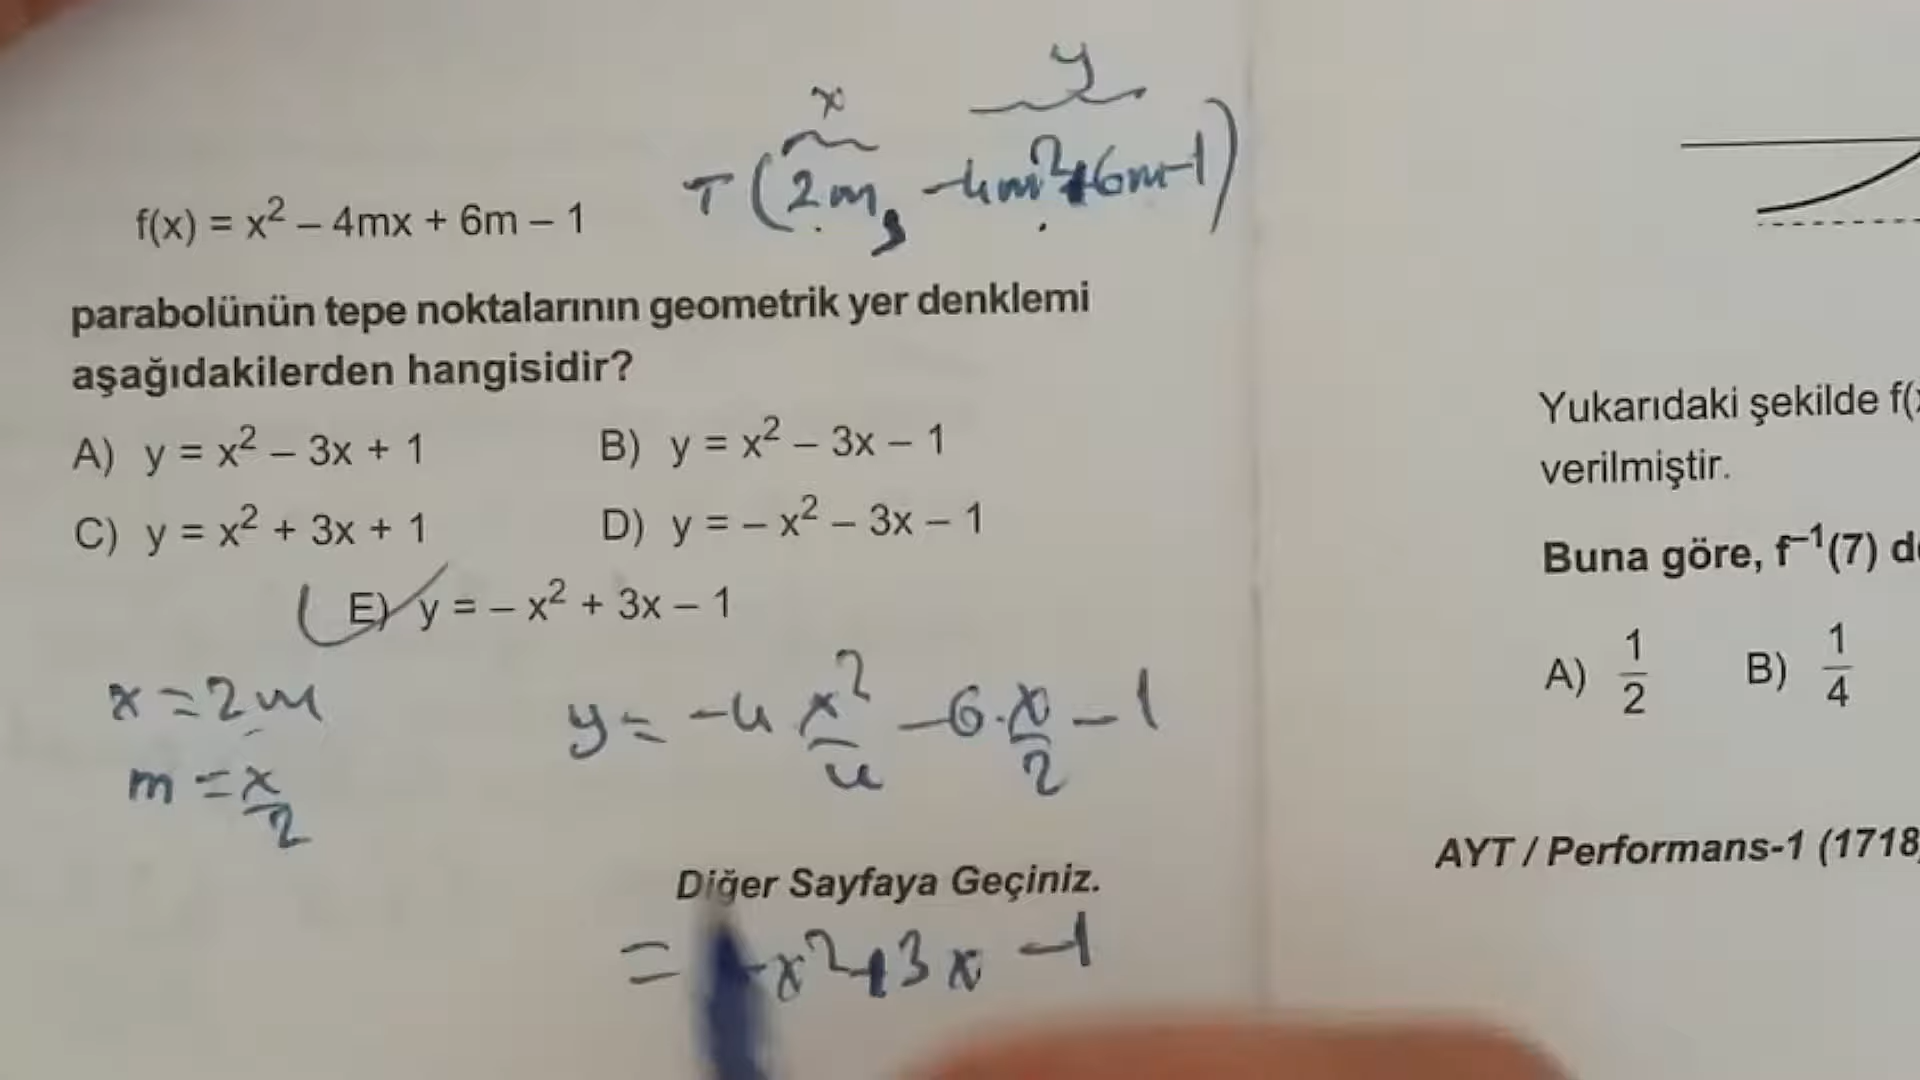 x
y
T(2m, -4m²+6m-1)
f(x) = x² – 4mx + 6m – 1
parabolünün tepe noktalarının geometrik yer denklemi
aşağıdakilerden hangisidir?
A) y = x² – 3x + 1
B) y = x² – 3x – 1
C) y = x² + 3x + 1
D) y = – x² – 3x – 1
E) y = – x² + 3x – 1
x = 2m
m = x/2
y = -4 x²/4 - 6. x/2 - 1
Diğer Sayfaya Geçiniz.
= -x²+3x -1
Yukarıdaki şekilde f(x
verilmiştir.
Buna göre, f⁻¹(7) d
A) 1/2
B) 1/4
AYT / Performans-1 (1718